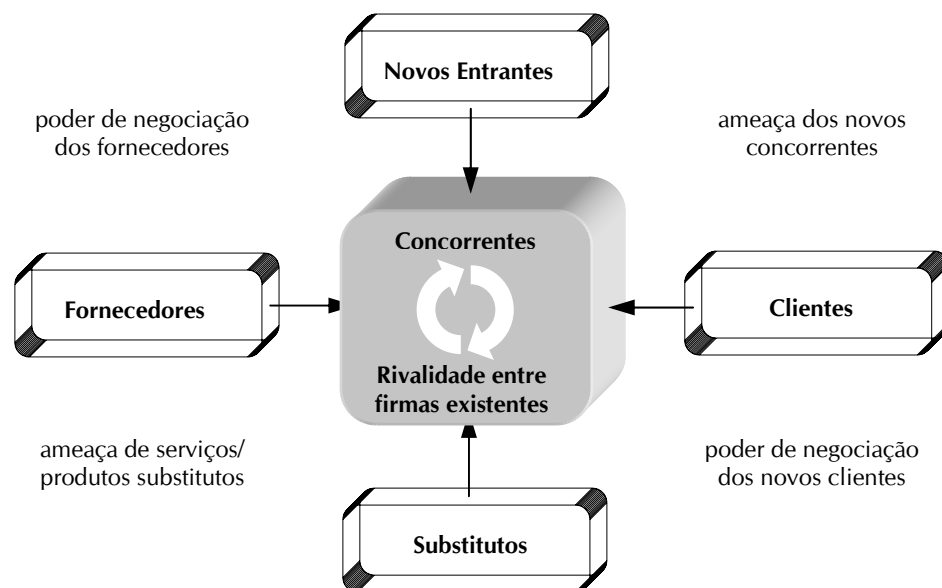 Novos Entrantes
poder de negociação
dos fornecedores
ameaça dos novos
concorrentes
Concorrentes
Fornecedores
Clientes
Rivalidade entre
firmas existentes
ameaça de serviços/
produtos substitutos
poder de negociação
dos novos clientes
Substitutos